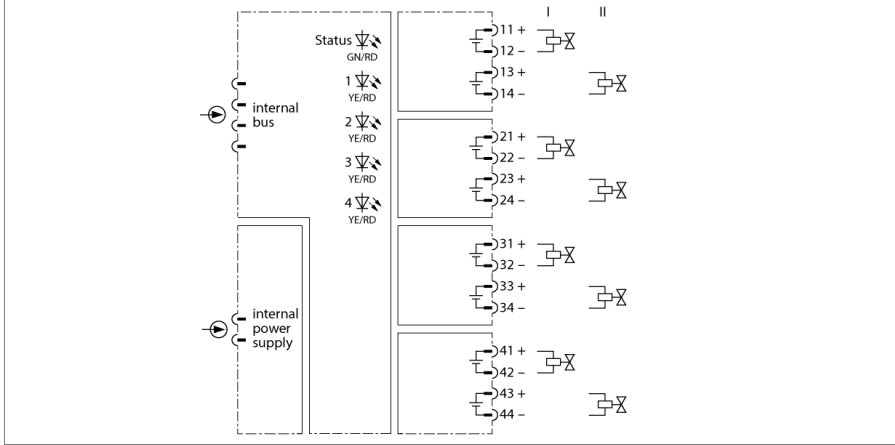 I II
Status
GN/RD
1
YE/RD
2
YE/RD
3
YE/RD
4
YE/RD
internal
bus
internal
power
supply
11 +
12 –
13 +
14 –
21 +
22 –
23 +
24 –
31 +
32 –
33 +
34 –
41 +
42 –
43 +
44 –